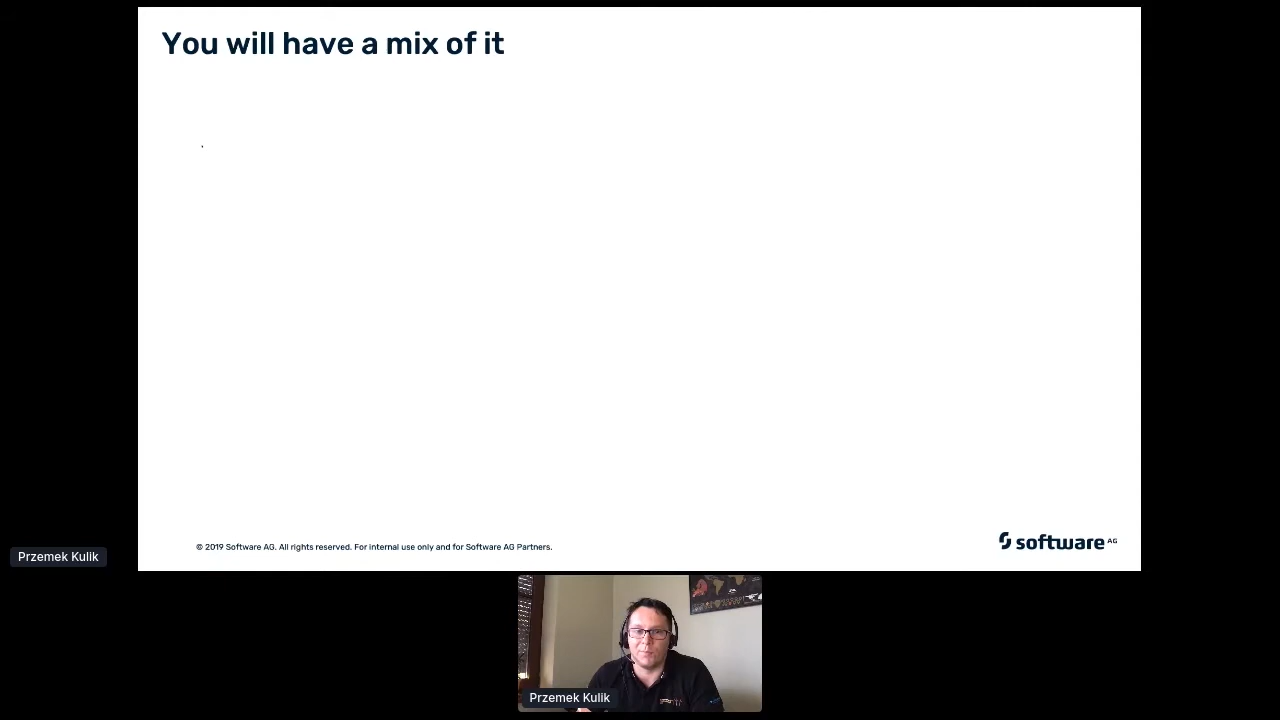 You will have a mix of it
© 2019 Software AG. All rights reserved. For internal use only and for Software AG Partners.
software AG
Przemek Kulik
Przemek Kulik